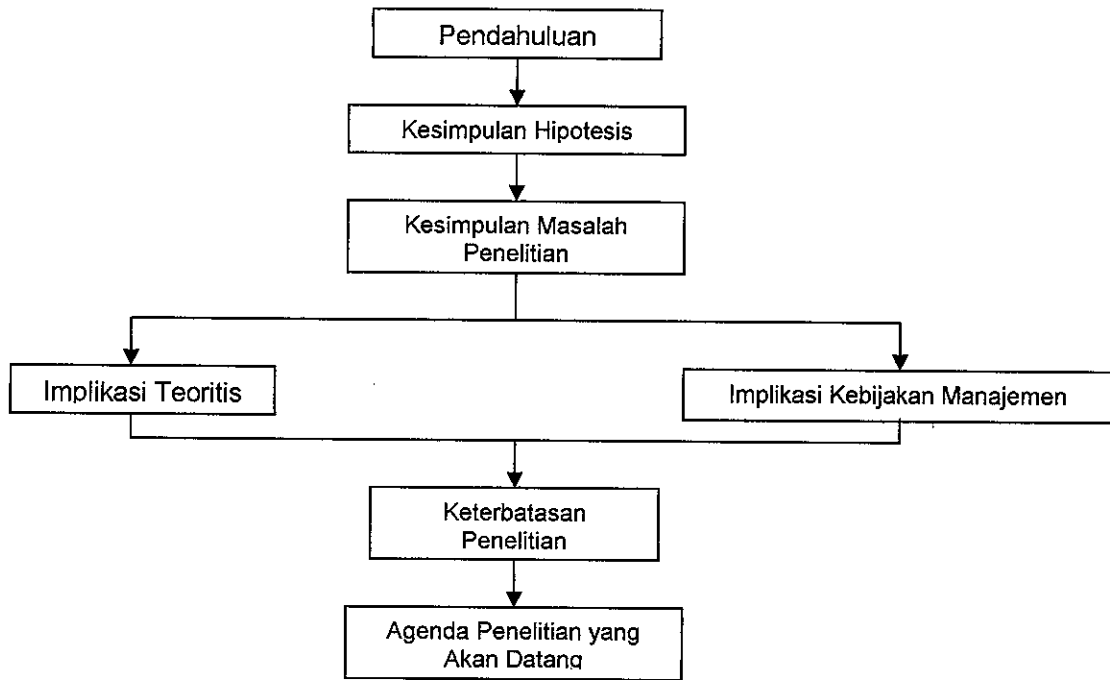 Pendahuluan
Kesimpulan Hipotesis
Kesimpulan Masalah
Penelitian
Implikasi Teoritis
Implikasi Kebijakan Manajemen
Keterbatasan
Penelitian
Agenda Penelitian yang
Akan Datang